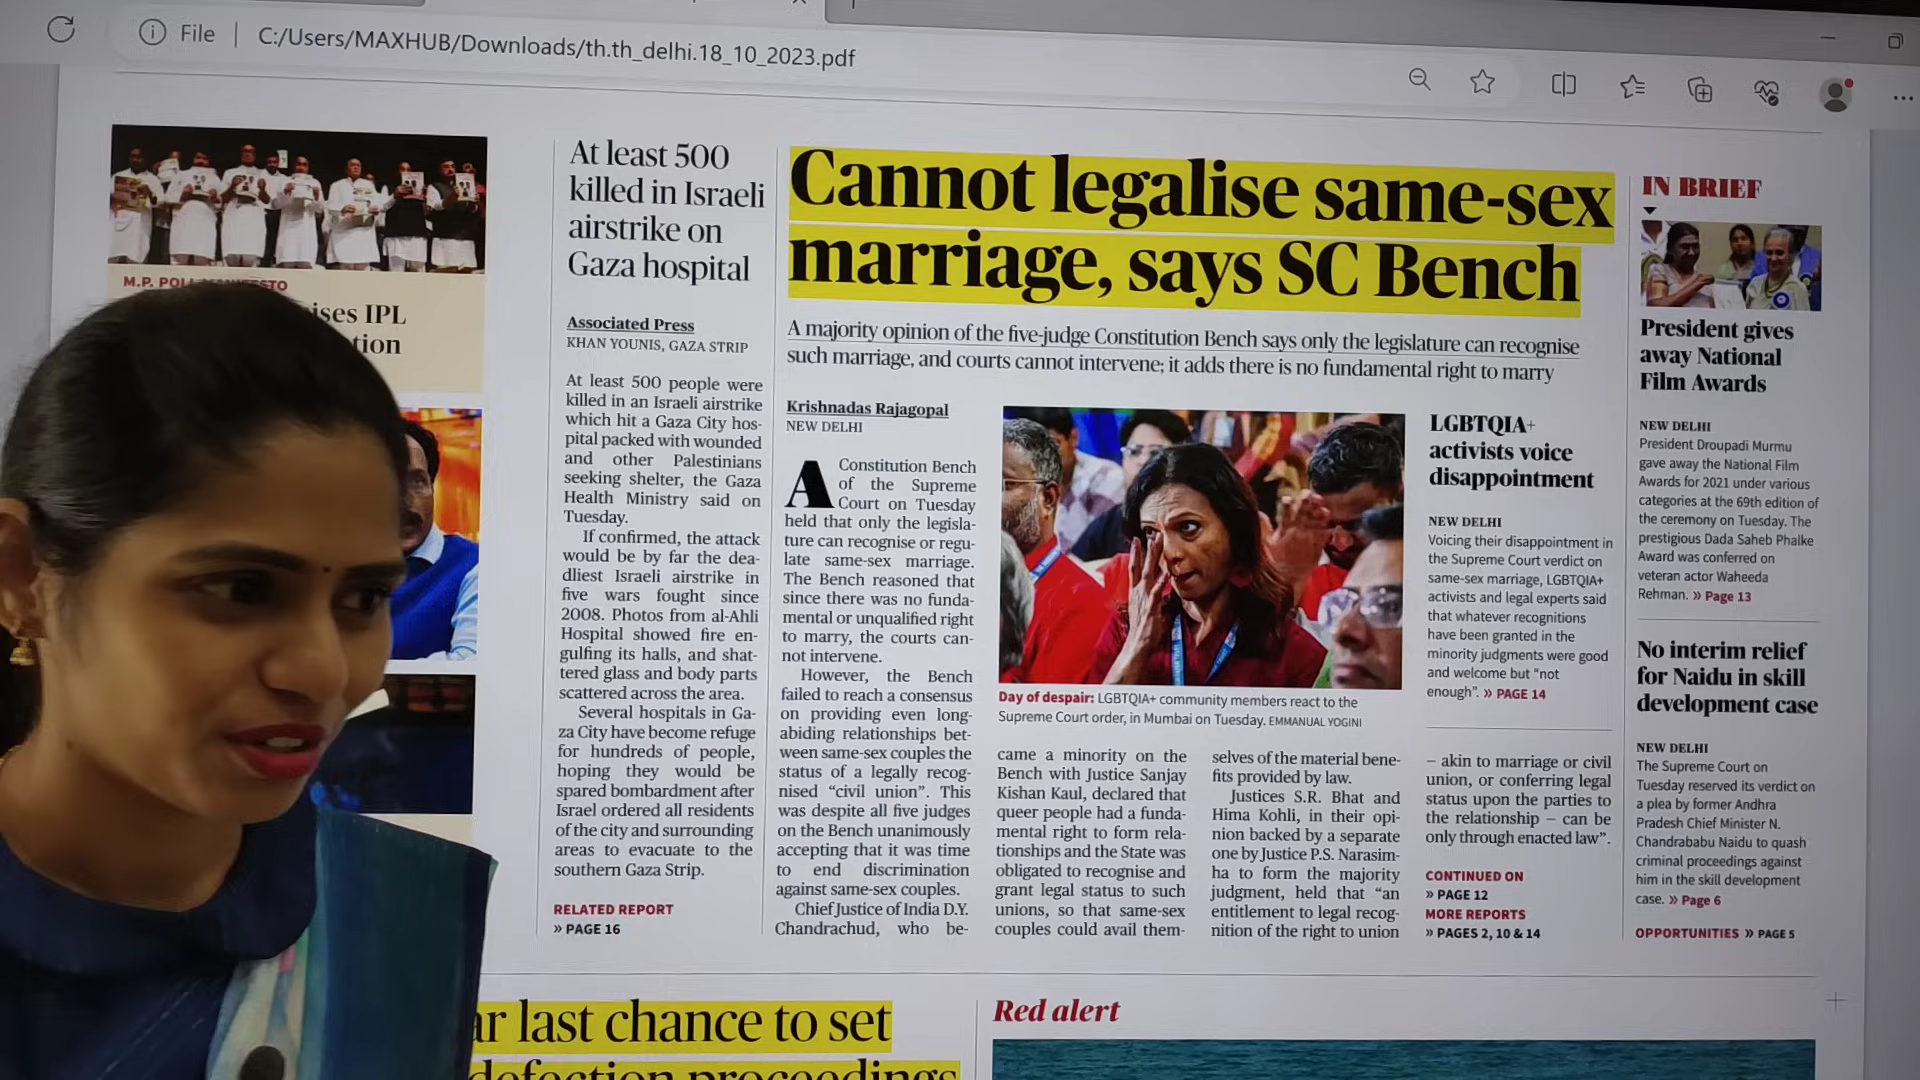 File
C:/Users/MAXHUB/Downloads/th.th_delhi.18_10_2023.pdf
M.P. POLL MANIFESTO
ises IPL
tion
At least 500
killed in Israeli
airstrike on
Gaza hospital
Associated Press
KHAN YOUNIS, GAZA STRIP
At least 500 people were
killed in an Israeli airstrike
which hit a Gaza City hos-
pital packed with wounded
and other Palestinians
seeking shelter, the Gaza
Health Ministry said on
Tuesday.
If confirmed, the attack
would be by far the dea-
dliest Israeli airstrike in
five wars fought since
2008. Photos from al-Ahli
Hospital showed fire en-
gulfing its halls, and shat-
tered glass and body parts
scattered across the area.
Several hospitals in Ga-
za City have become refuge
for hundreds of people,
hoping they would be
spared bombardment after
Israel ordered all residents
of the city and surrounding
areas to evacuate to the
southern Gaza Strip.
RELATED REPORT
» PAGE 16
Cannot legalise same-sex
marriage, says SC Bench
A majority opinion of the five-judge Constitution Bench says only the legislature can recognise
such marriage, and courts cannot intervene; it adds there is no fundamental right to marry
Krishnadas Rajagopal
NEW DELHI
A Constitution Bench
of the Supreme
Court on Tuesday
held that only the legisla-
ture can recognise or regu-
late same-sex marriage.
The Bench reasoned that
since there was no funda-
mental or unqualified right
to marry, the courts can-
not intervene.
However, the Bench
failed to reach a consensus
on providing even long-
abiding relationships bet-
ween same-sex couples the
status of a legally recog-
nised “civil union”. This
was despite all five judges
on the Bench unanimously
accepting that it was time
to end discrimination
against same-sex couples.
Chief Justice of India D.Y.
Chandrachud, who be-
Day of despair: LGBTQIA+ community members react to the
Supreme Court order, in Mumbai on Tuesday. EMMANUAL YOGINI
came a minority on the
Bench with Justice Sanjay
Kishan Kaul, declared that
queer people had a funda-
mental right to form rela-
tionships and the State was
obligated to recognise and
grant legal status to such
unions, so that same-sex
couples could avail them-
selves of the material bene-
fits provided by law.
Justices S.R. Bhat and
Hima Kohli, in their opi-
nion backed by a separate
one by Justice P.S. Narasim-
ha to form the majority
judgment, held that “an
entitlement to legal recog-
nition of the right to union
LGBTQIA+
activists voice
disappointment
NEW DELHI
Voicing their disappointment in
the Supreme Court verdict on
same-sex marriage, LGBTQIA+
activists and legal experts said
that whatever recognitions
have been granted in the
minority judgments were good
and welcome but “not
enough”. » PAGE 14
– akin to marriage or civil
union, or conferring legal
status upon the parties to
the relationship – can be
only through enacted law”.
CONTINUED ON
» PAGE 12
MORE REPORTS
» PAGES 2, 10 & 14
IN BRIEF
President gives
away National
Film Awards
NEW DELHI
President Droupadi Murmu
gave away the National Film
Awards for 2021 under various
categories at the 69th edition of
the ceremony on Tuesday. The
prestigious Dada Saheb Phalke
Award was conferred on
veteran actor Waheeda
Rehman. » Page 13
No interim relief
for Naidu in skill
development case
NEW DELHI
The Supreme Court on
Tuesday reserved its verdict on
a plea by former Andhra
Pradesh Chief Minister N.
Chandrababu Naidu to quash
criminal proceedings against
him in the skill development
case. » Page 6
OPPORTUNITIES » PAGE 5
ar last chance to set
defection proceedings
Red alert